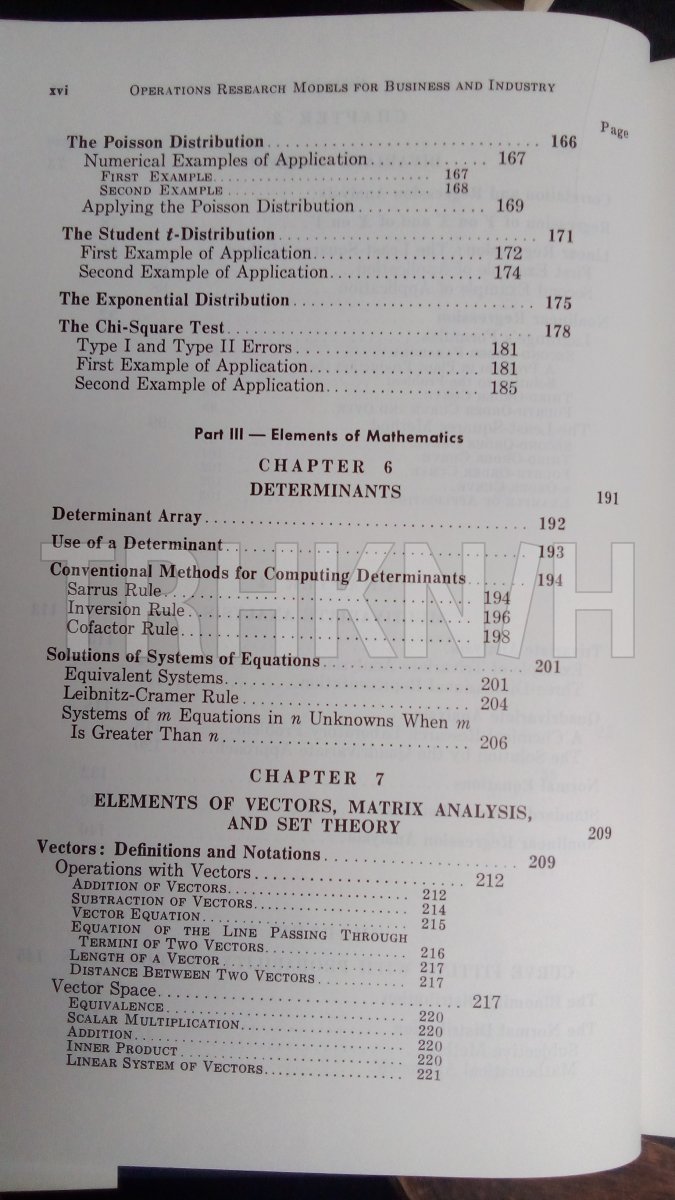 xvi OPERATIONS RESEARCH MODELS FOR BUSINESS AND INDUSTRY
Page
The Poisson Distribution 166
Numerical Examples of Application 167
FIRST EXAMPLE 167
SECOND EXAMPLE 168
Applying the Poisson Distribution 169
The Student t-Distribution 171
First Example of Application 172
Second Example of Application 174
The Exponential Distribution 175
The Chi-Square Test 178
Type I and Type II Errors 181
First Example of Application 181
Second Example of Application 185
Part III — Elements of Mathematics
CHAPTER 6
DETERMINANTS 191
Determinant Array 192
Use of a Determinant 193
Conventional Methods for Computing Determinants 194
Sarrus Rule 194
Inversion Rule 196
Cofactor Rule 198
TRHKN/H
Solutions of Systems of Equations 201
Equivalent Systems 201
Leibnitz-Cramer Rule 204
Systems of m Equations in n Unknowns When m
Is Greater Than n 206
CHAPTER 7
ELEMENTS OF VECTORS, MATRIX ANALYSIS,
AND SET THEORY 209
Vectors: Definitions and Notations 209
Operations with Vectors 212
ADDITION OF VECTORS 212
SUBTRACTION OF VECTORS 214
VECTOR EQUATION 215
EQUATION OF THE LINE PASSING THROUGH
TERMINI OF TWO VECTORS 216
LENGTH OF A VECTOR 217
DISTANCE BETWEEN TWO VECTORS 217
Vector Space 217
EQUIVALENCE 220
SCALAR MULTIPLICATION 220
ADDITION 220
INNER PRODUCT 220
LINEAR SYSTEM OF VECTORS 221